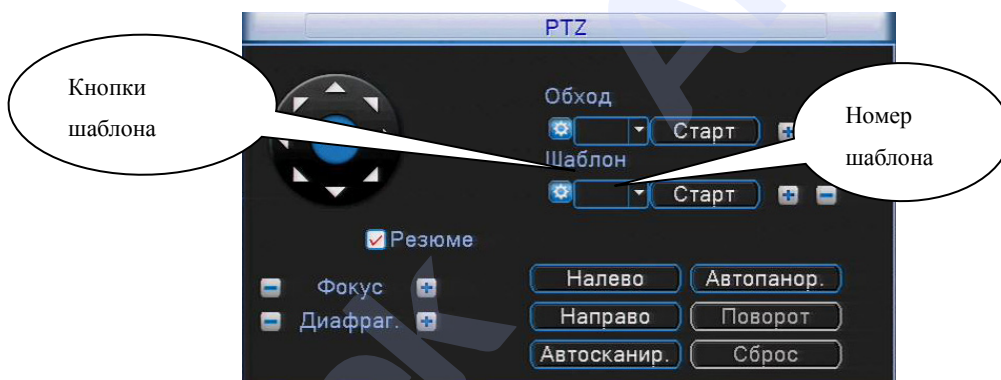 PTZ
Кнопки
шаблона
Обход
Старт
Номер
шаблона
Шаблон
Старт
Резюме
Фокус
Диафраг.
Налево
Автопанор.
Направо
Поворот
Автосканир.
Сброс